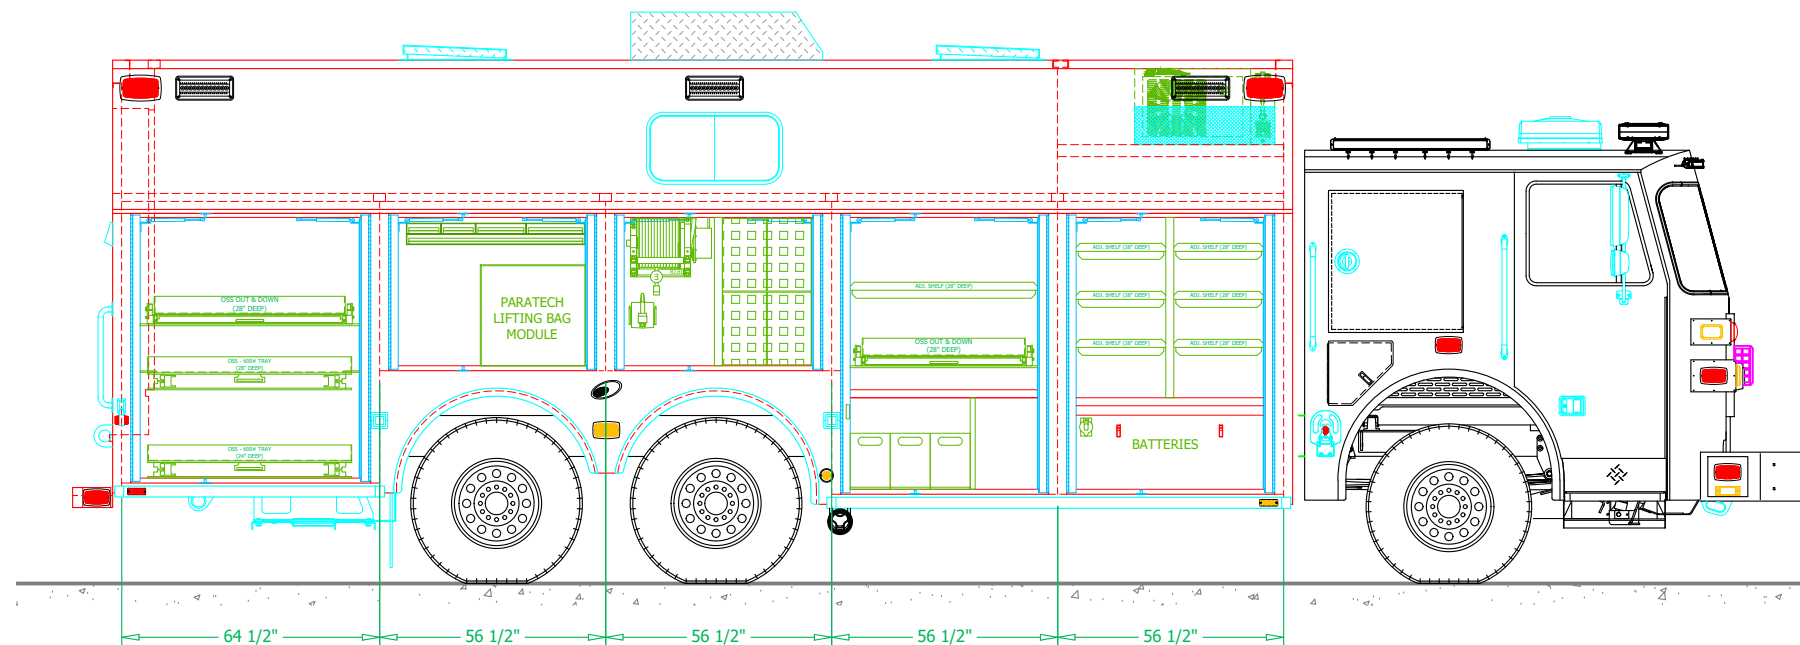 OSS OUT & DOWN
(28" DEEP)
OSS - 600# TRAY
(28" DEEP)
OSS - 600# TRAY
(24" DEEP)
PARATECH
LIFTING BAG
MODULE
ADJ. SHELF (28" DEEP)
OSS OUT & DOWN
(28" DEEP)
ADJ. SHELF (28" DEEP)
ADJ. SHELF (28" DEEP)
ADJ. SHELF (28" DEEP)
ADJ. SHELF (28" DEEP)
ADJ. SHELF (28" DEEP)
ADJ. SHELF (28" DEEP)
BATTERIES
64 1/2"
56 1/2"
56 1/2"
56 1/2"
56 1/2"